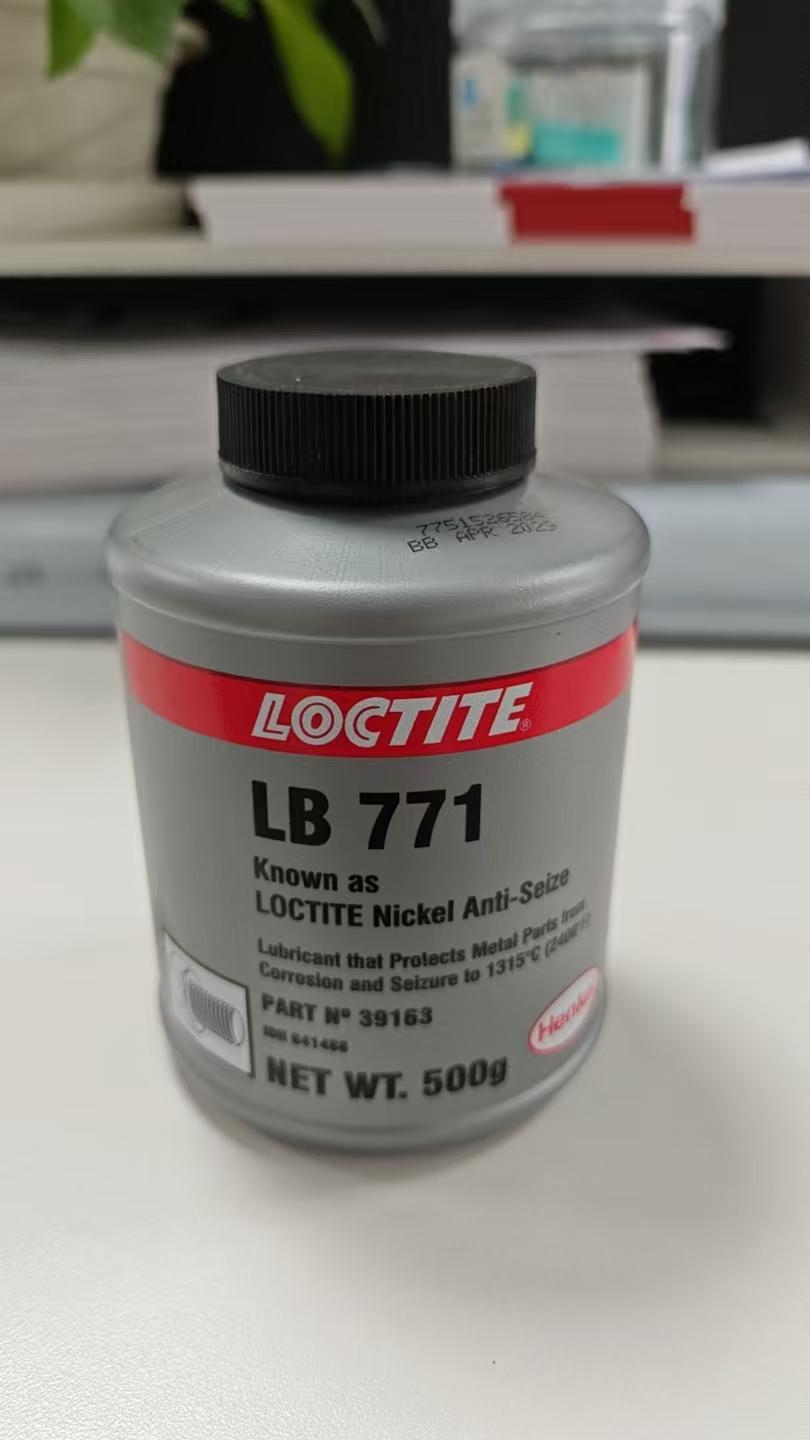 BB APR
LOCTITE®
LB 771
Known as
LOCTITE Nickel Anti-Seize
Lubricant that Protects Metal Parts from
Corrosion and Seizure to 1315°C (2400°F)
PART Nº 39163
Henkel
NET WT. 500g